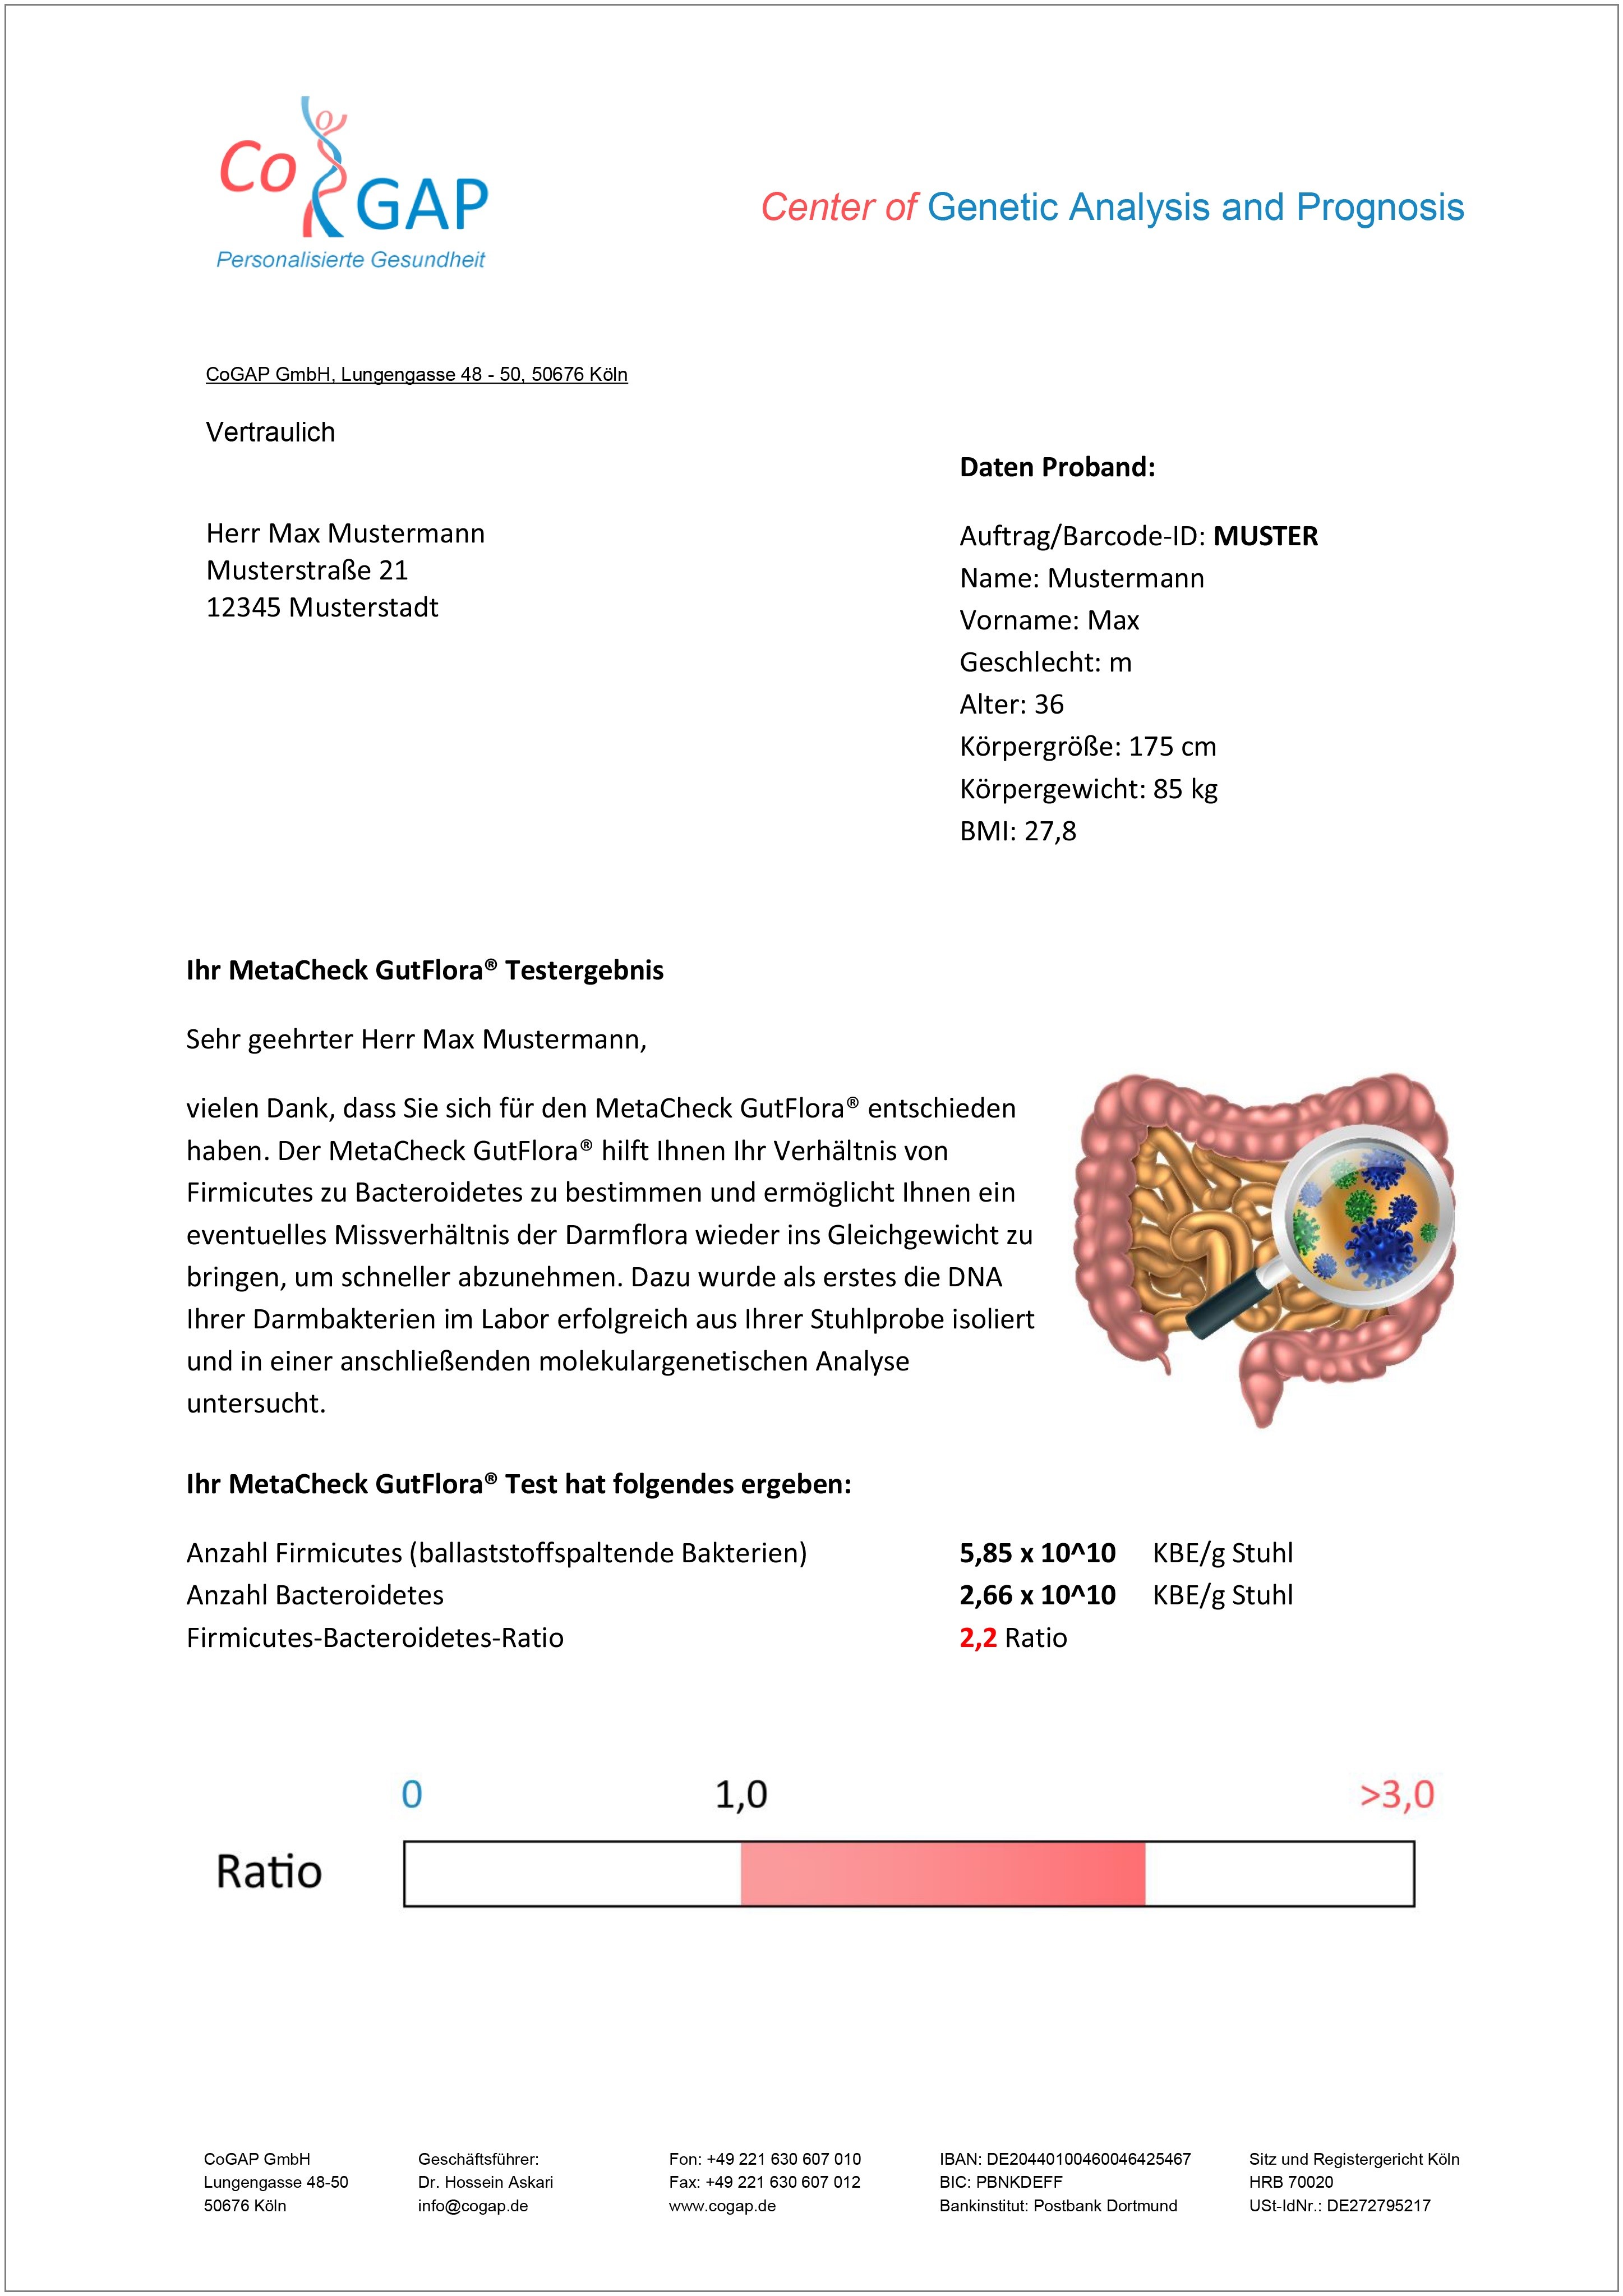 Co GAP
Personalisierte Gesundheit
Center of Genetic Analysis and Prognosis
CoGAP GmbH, Lungengasse 48 - 50, 50676 Köln
Vertraulich
Herr Max Mustermann
Musterstraße 21
12345 Musterstadt
Daten Proband:
Auftrag/Barcode-ID: MUSTER
Name: Mustermann
Vorname: Max
Geschlecht: m
Alter: 36
Körpergröße: 175 cm
Körpergewicht: 85 kg
BMI: 27,8
Ihr MetaCheck GutFlora® Testergebnis
Sehr geehrter Herr Max Mustermann,
vielen Dank, dass Sie sich für den MetaCheck GutFlora® entschieden
haben. Der MetaCheck GutFlora® hilft Ihnen Ihr Verhältnis von
Firmicutes zu Bacteroidetes zu bestimmen und ermöglicht Ihnen ein
eventuelles Missverhältnis der Darmflora wieder ins Gleichgewicht zu
bringen, um schneller abzunehmen. Dazu wurde als erstes die DNA
Ihrer Darmbakterien im Labor erfolgreich aus Ihrer Stuhlprobe isoliert
und in einer anschließenden molekulargenetischen Analyse
untersucht.
Ihr MetaCheck GutFlora® Test hat folgendes ergeben:
Anzahl Firmicutes (ballaststoffspaltende Bakterien) 5,85 x 10^10 KBE/g Stuhl
Anzahl Bacteroidetes 2,66 x 10^10 KBE/g Stuhl
Firmicutes-Bacteroidetes-Ratio 2,2 Ratio
0 1,0 >3,0
Ratio
CoGAP GmbH
Lungengasse 48-50
50676 Köln
Geschäftsführer:
Dr. Hossein Askari
info@cogap.de
Fon: +49 221 630 607 010
Fax: +49 221 630 607 012
www.cogap.de
IBAN: DE20440100460046425467
BIC: PBNKDEFF
Bankinstitut: Postbank Dortmund
Sitz und Registergericht Köln
HRB 70020
USt-IdNr.: DE272795217